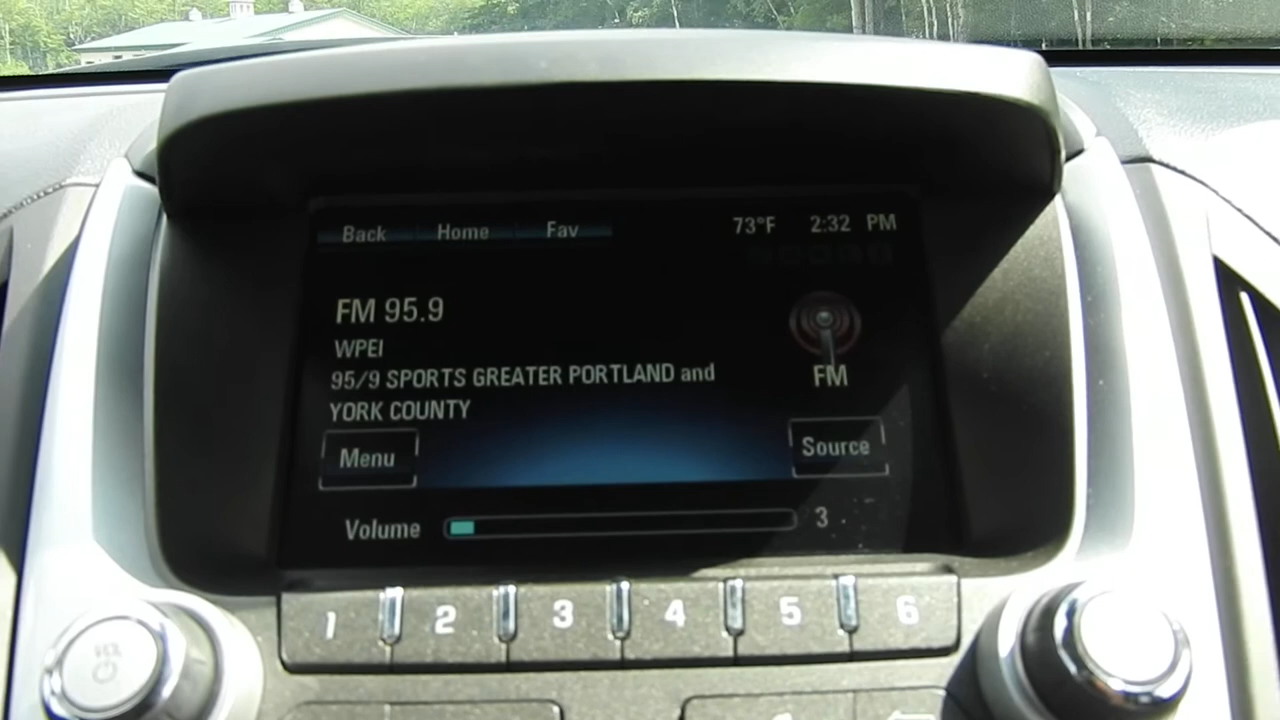 Back Home Fav 73°F 2:32 PM
FM 95.9
WPEI
95/9 SPORTS GREATER PORTLAND and
YORK COUNTY
FM
Menu
Source
Volume 3
1 2 3 4 5 6
VOL